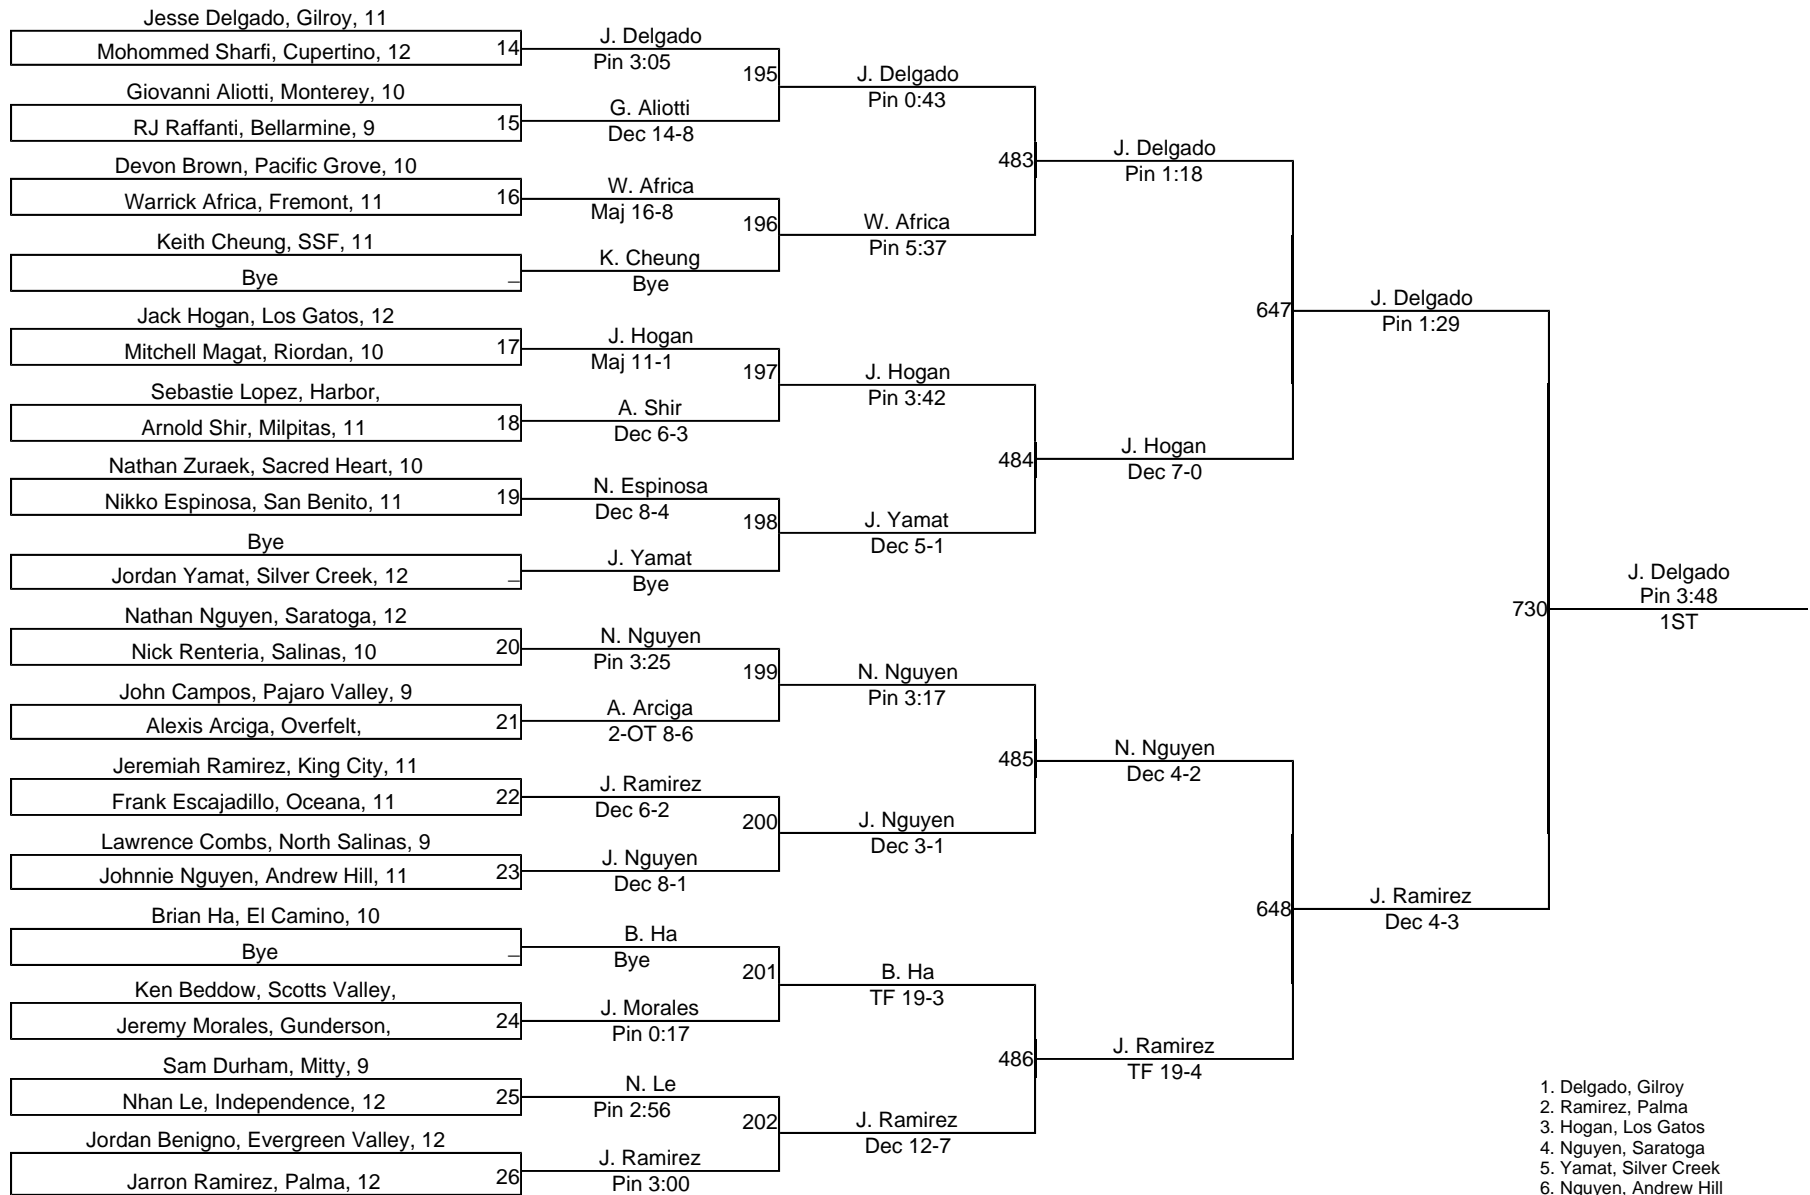 Jesse Delgado, Gilroy, 11
Mohommed Sharfi, Cupertino, 12
14
Giovanni Aliotti, Monterey, 10
RJ Raffanti, Bellarmine, 9
15
Devon Brown, Pacific Grove, 10
Warrick Africa, Fremont, 11
16
Keith Cheung, SSF, 11
Bye
_
Jack Hogan, Los Gatos, 12
Mitchell Magat, Riordan, 10
17
Sebastie Lopez, Harbor,
Arnold Shir, Milpitas, 11
18
Nathan Zuraek, Sacred Heart, 10
Nikko Espinosa, San Benito, 11
19
Bye
Jordan Yamat, Silver Creek, 12
_
Nathan Nguyen, Saratoga, 12
Nick Renteria, Salinas, 10
20
John Campos, Pajaro Valley, 9
Alexis Arciga, Overfelt,
21
Jeremiah Ramirez, King City, 11
Frank Escajadillo, Oceana, 11
22
Lawrence Combs, North Salinas, 9
Johnnie Nguyen, Andrew Hill, 11
23
Brian Ha, El Camino, 10
Bye
_
Ken Beddow, Scotts Valley,
Jeremy Morales, Gunderson,
24
Sam Durham, Mitty, 9
Nhan Le, Independence, 12
25
Jordan Benigno, Evergreen Valley, 12
Jarron Ramirez, Palma, 12
26
J. Delgado
Pin 3:05
195
G. Aliotti
Dec 14-8
W. Africa
Maj 16-8
196
K. Cheung
Bye
J. Hogan
Maj 11-1
197
A. Shir
Dec 6-3
N. Espinosa
Dec 8-4
198
J. Yamat
Bye
N. Nguyen
Pin 3:25
199
A. Arciga
2-OT 8-6
J. Ramirez
Dec 6-2
200
J. Nguyen
Dec 8-1
B. Ha
Bye
201
J. Morales
Pin 0:17
N. Le
Pin 2:56
202
J. Ramirez
Pin 3:00
J. Delgado
Pin 0:43
483
W. Africa
Pin 5:37
J. Hogan
Pin 3:42
484
J. Yamat
Dec 5-1
N. Nguyen
Pin 3:17
485
J. Nguyen
Dec 3-1
B. Ha
TF 19-3
486
J. Ramirez
Dec 12-7
J. Delgado
Pin 1:18
647
J. Hogan
Dec 7-0
N. Nguyen
Dec 4-2
648
J. Ramirez
TF 19-4
J. Delgado
Pin 1:29
730
J. Ramirez
Dec 4-3
J. Delgado
Pin 3:48
1ST
1. Delgado, Gilroy
2. Ramirez, Palma
3. Hogan, Los Gatos
4. Nguyen, Saratoga
5. Yamat, Silver Creek
6. Nguyen, Andrew Hill